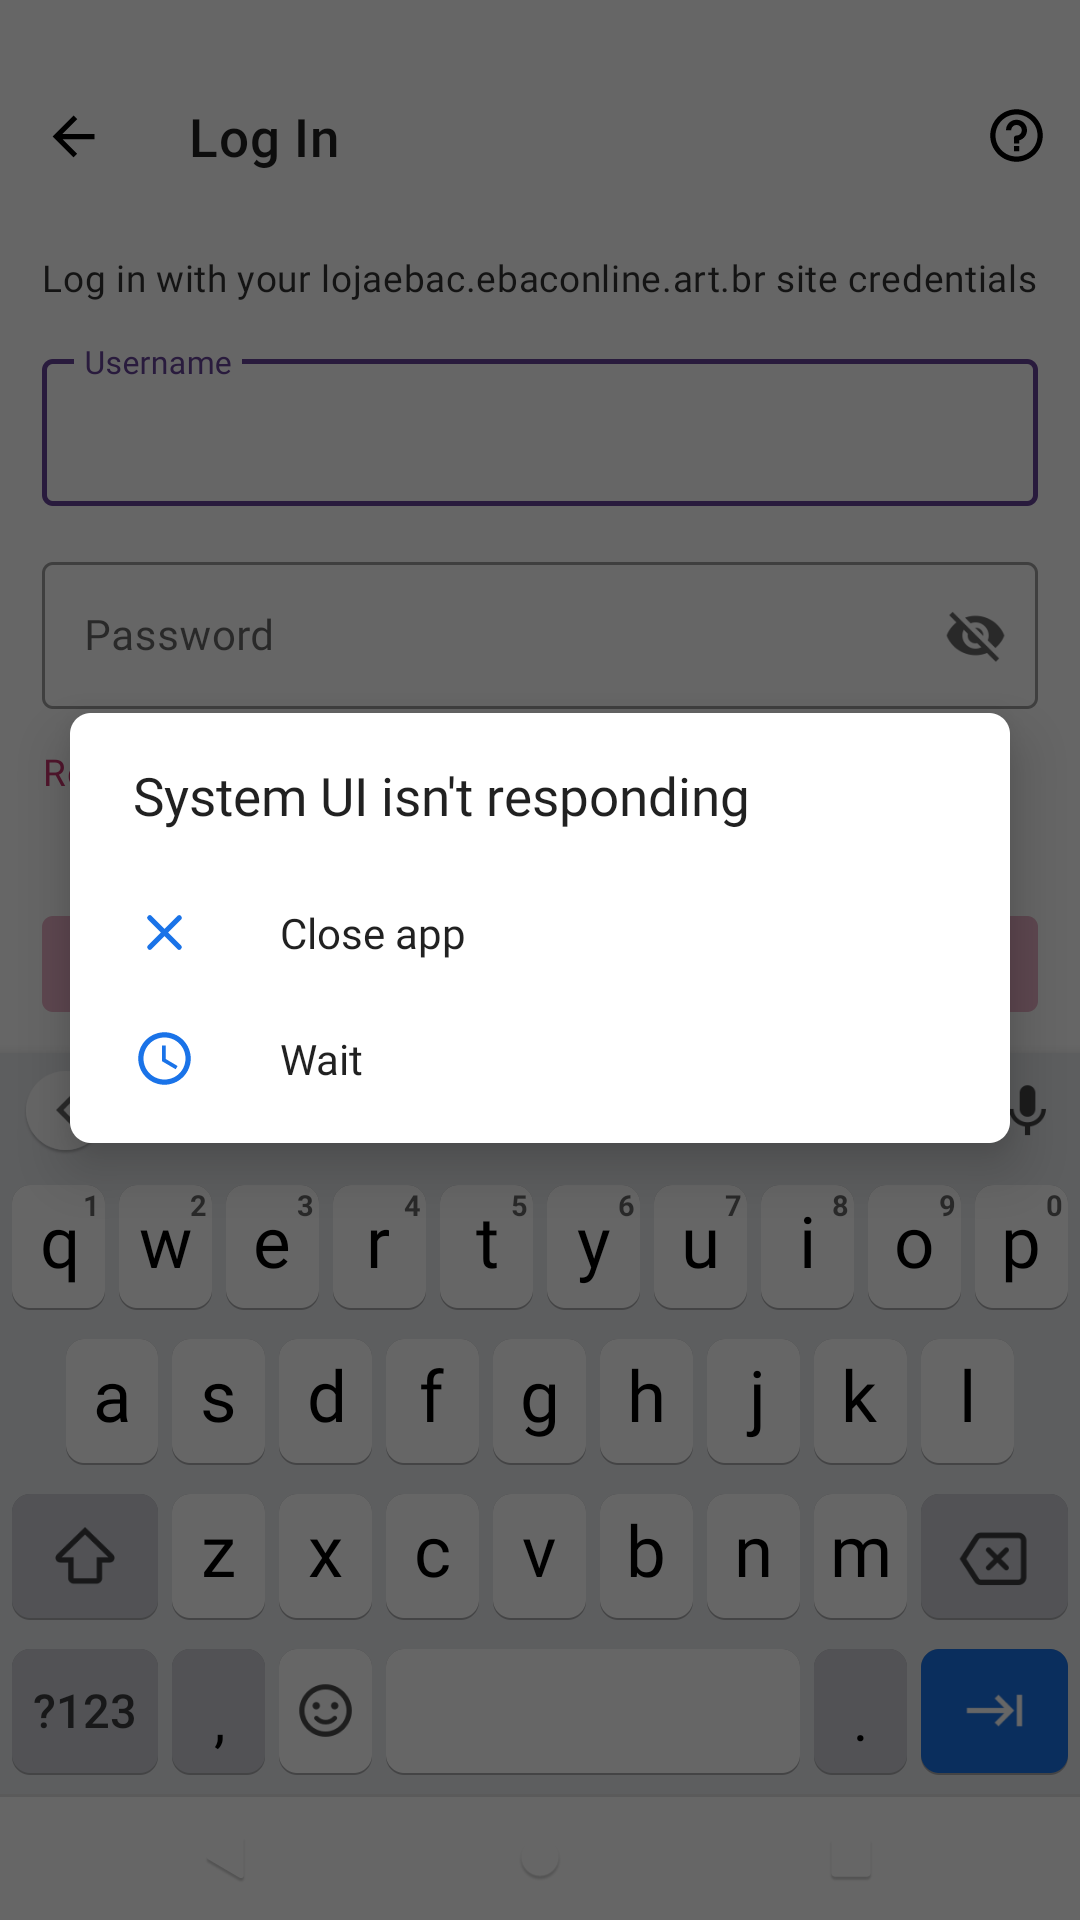 Log In
Log in with your lojaebac.ebaconline.art.br site credentials
Username
Password
System UI isn't responding
Close app
Wait
1 2 3 4 5 6 7 8 9 0
q w e r t y u i o p
a s d f g h j k l
z x c v b n m
?123 , .